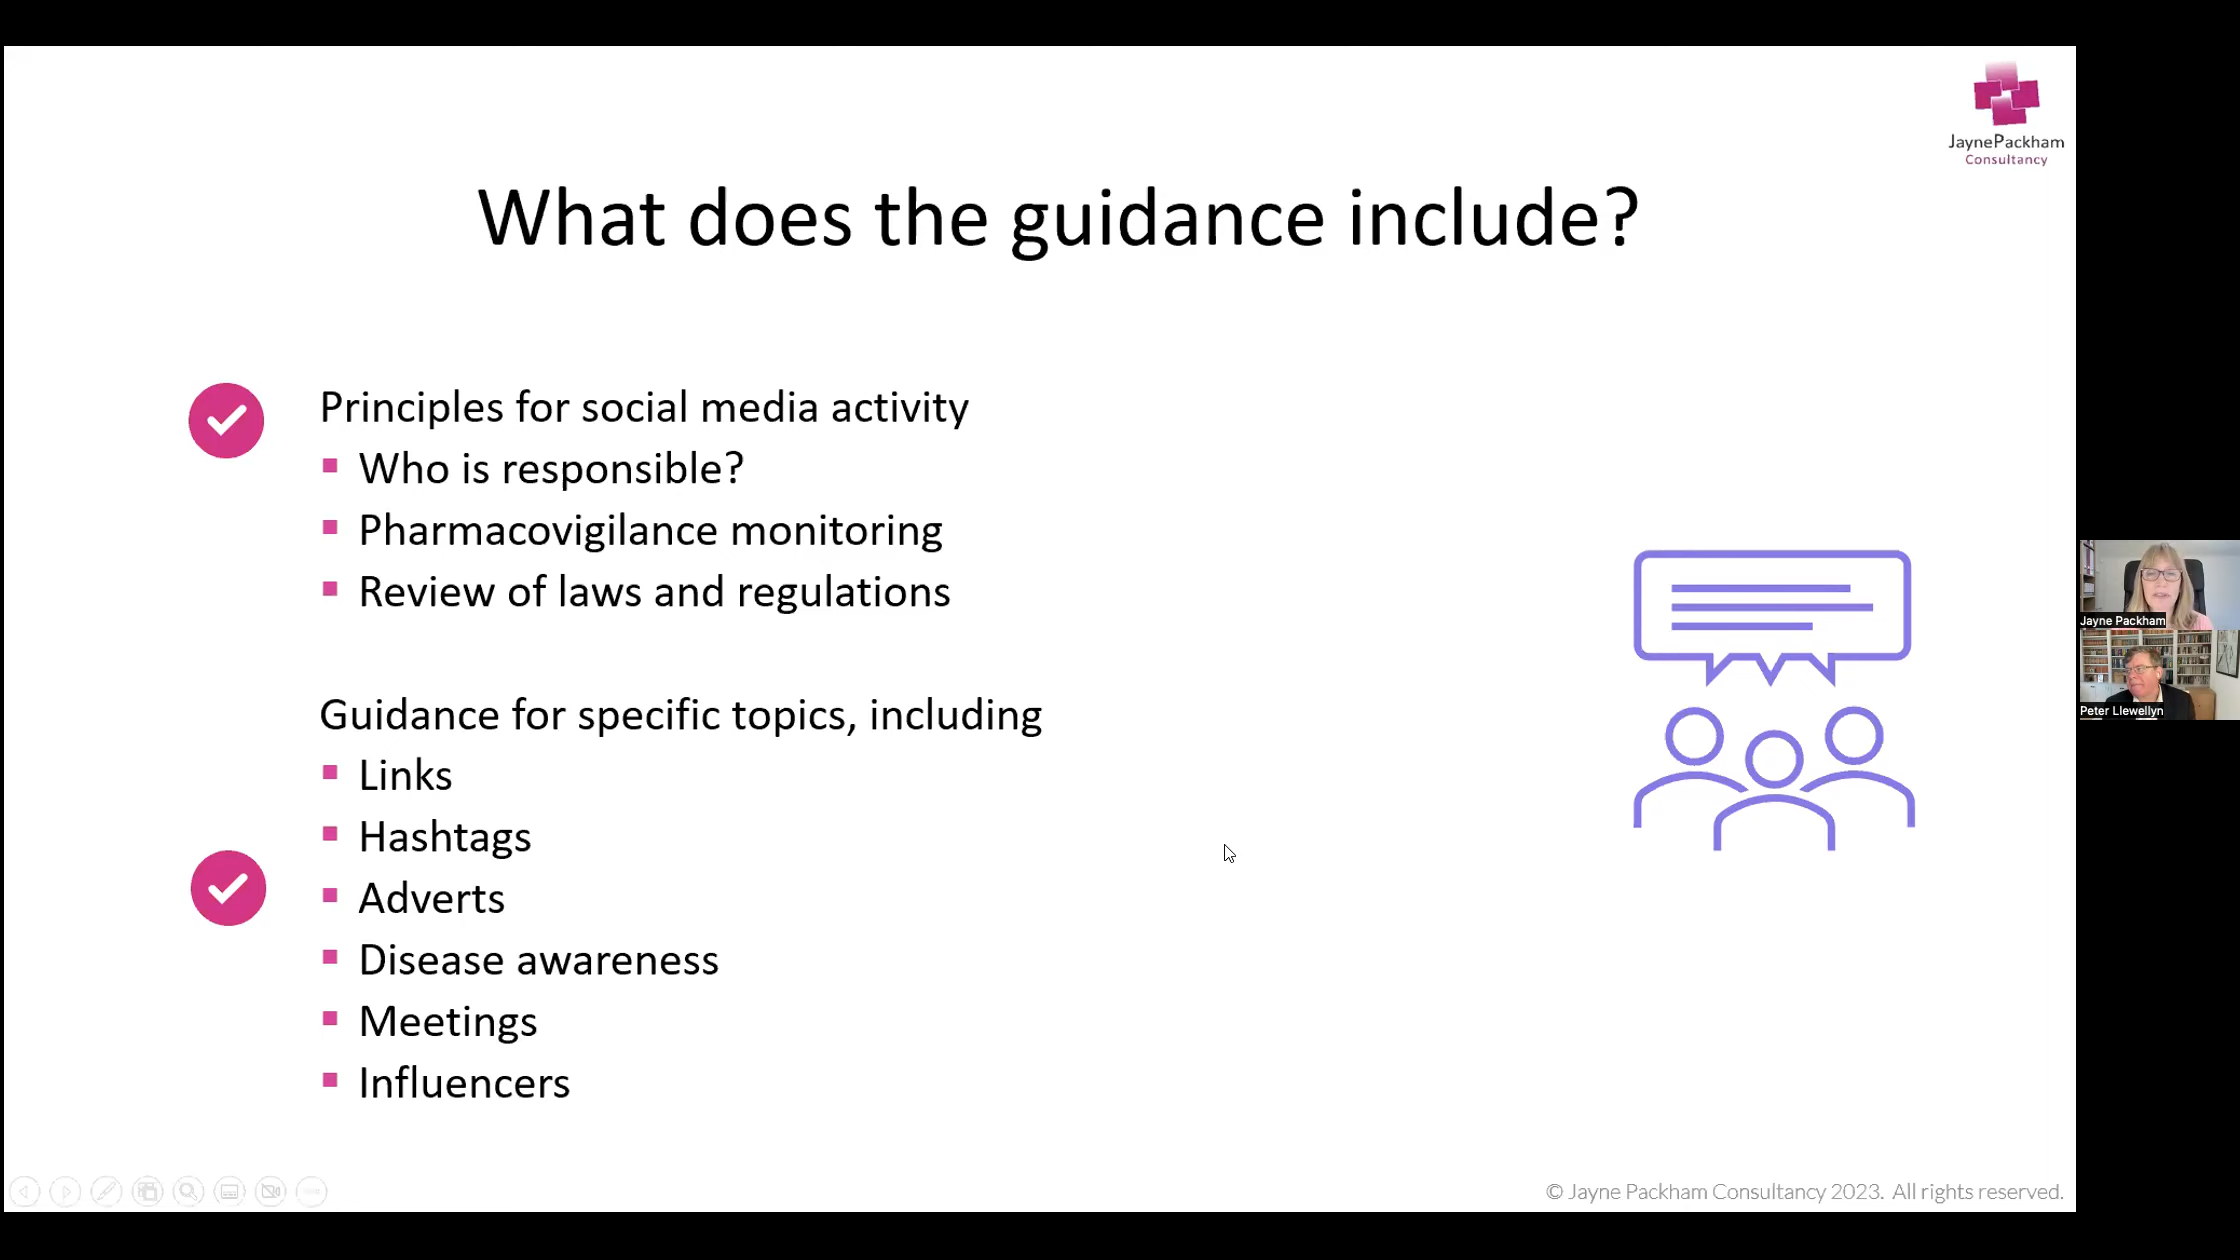 JaynePackham
Consultancy
What does the guidance include?
Principles for social media activity
Who is responsible?
Pharmacovigilance monitoring
Review of laws and regulations
Guidance for specific topics, including
Links
Hashtags
Adverts
Disease awareness
Meetings
Influencers
Jayne Packham
Peter Llewellyn
© Jayne Packham Consultancy 2023. All rights reserved.